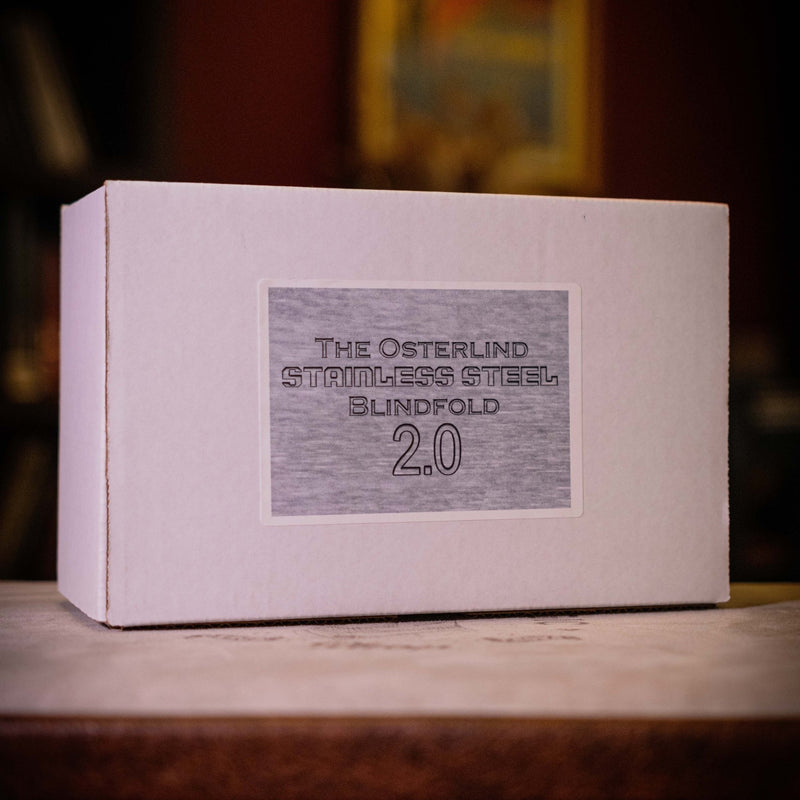 The Osterlind
STAINLESS STEEL
Blindfold
2.0